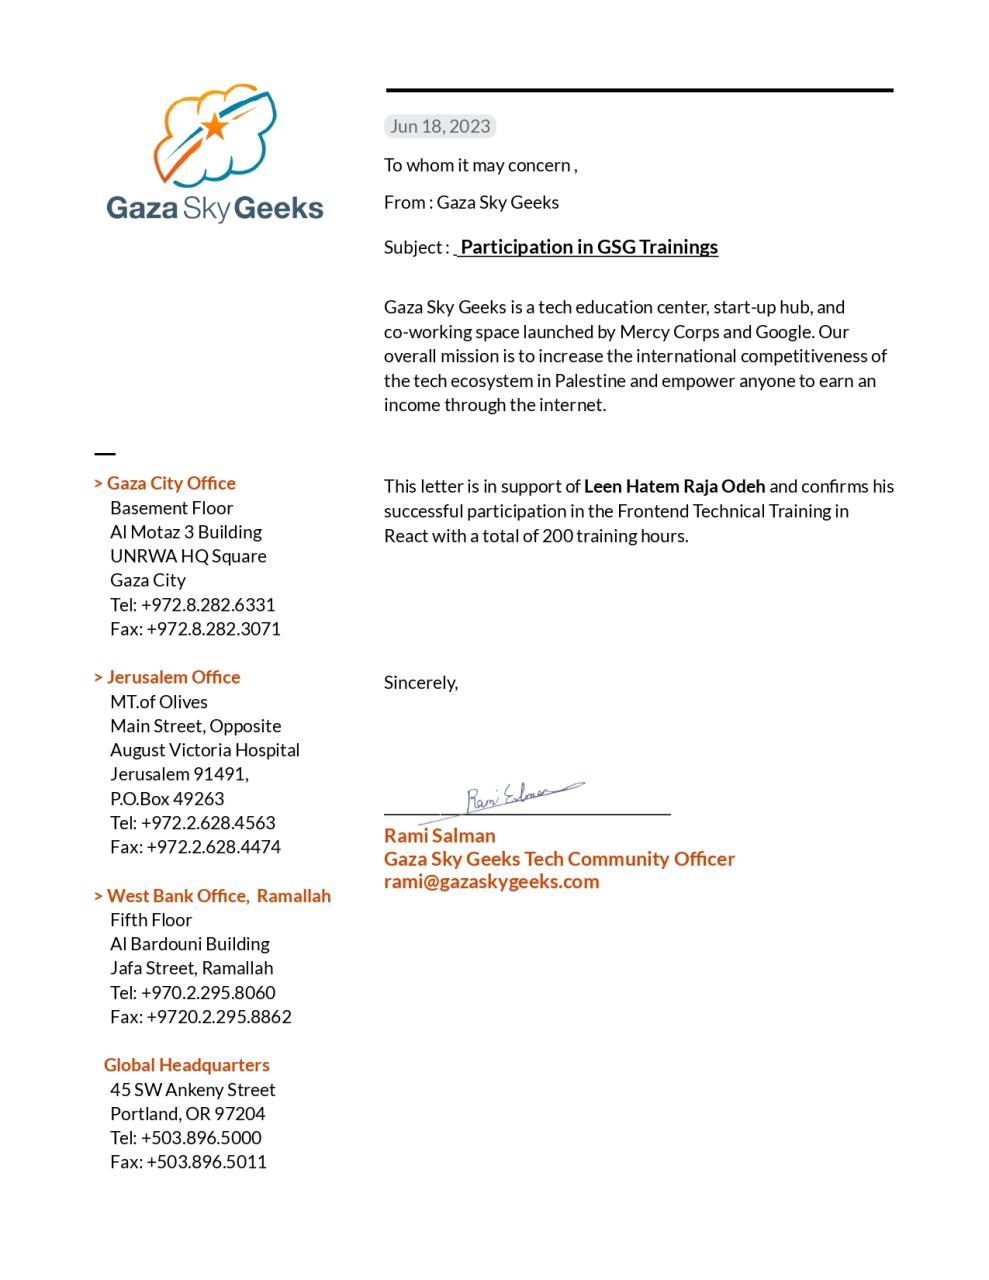 Gaza Sky Geeks
Jun 18, 2023
To whom it may concern ,
From : Gaza Sky Geeks
Subject : Participation in GSG Trainings
Gaza Sky Geeks is a tech education center, start-up hub, and
co-working space launched by Mercy Corps and Google. Our
overall mission is to increase the international competitiveness of
the tech ecosystem in Palestine and empower anyone to earn an
income through the internet.
This letter is in support of Leen Hatem Raja Odeh and confirms his
successful participation in the Frontend Technical Training in
React with a total of 200 training hours.
Sincerely,
Rami Salman
Rami Salman
Gaza Sky Geeks Tech Community Officer
rami@gazaskygeeks.com
> Gaza City Office
Basement Floor
Al Motaz 3 Building
UNRWA HQ Square
Gaza City
Tel: +972.8.282.6331
Fax: +972.8.282.3071
> Jerusalem Office
MT.of Olives
Main Street, Opposite
August Victoria Hospital
Jerusalem 91491,
P.O.Box 49263
Tel: +972.2.628.4563
Fax: +972.2.628.4474
> West Bank Office, Ramallah
Fifth Floor
Al Bardouni Building
Jafa Street, Ramallah
Tel: +970.2.295.8060
Fax: +9720.2.295.8862
Global Headquarters
45 SW Ankeny Street
Portland, OR 97204
Tel: +503.896.5000
Fax: +503.896.5011